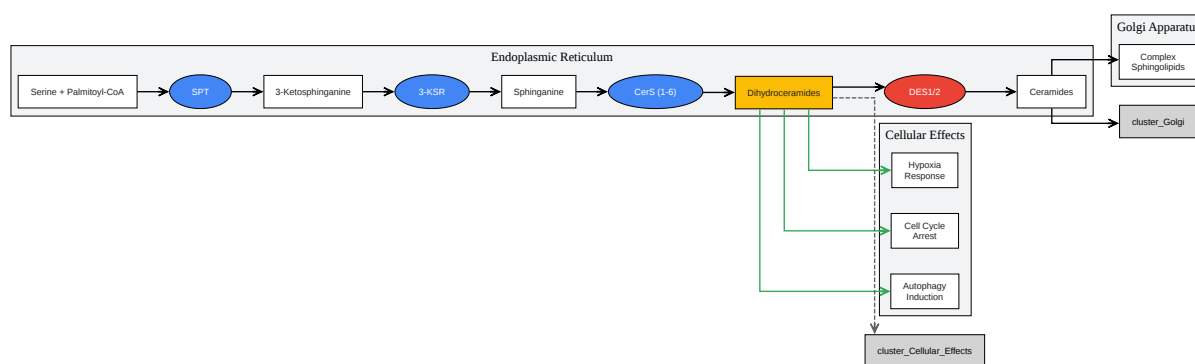 Golgi Apparatu
Endoplasmic Reticulum
Complex
Sphingolipids
Serine + Palmitoyl-CoA
SPT
3-Ketosphinganine
3-KSR
Sphinganine
CerS (1-6)
Dihydroceramides
DES1/2
Ceramides
cluster_Golgi
Cellular Effects
Hypoxia
Response
Cell Cycle
Arrest
Autophagy
Induction
cluster_Cellular_Effects